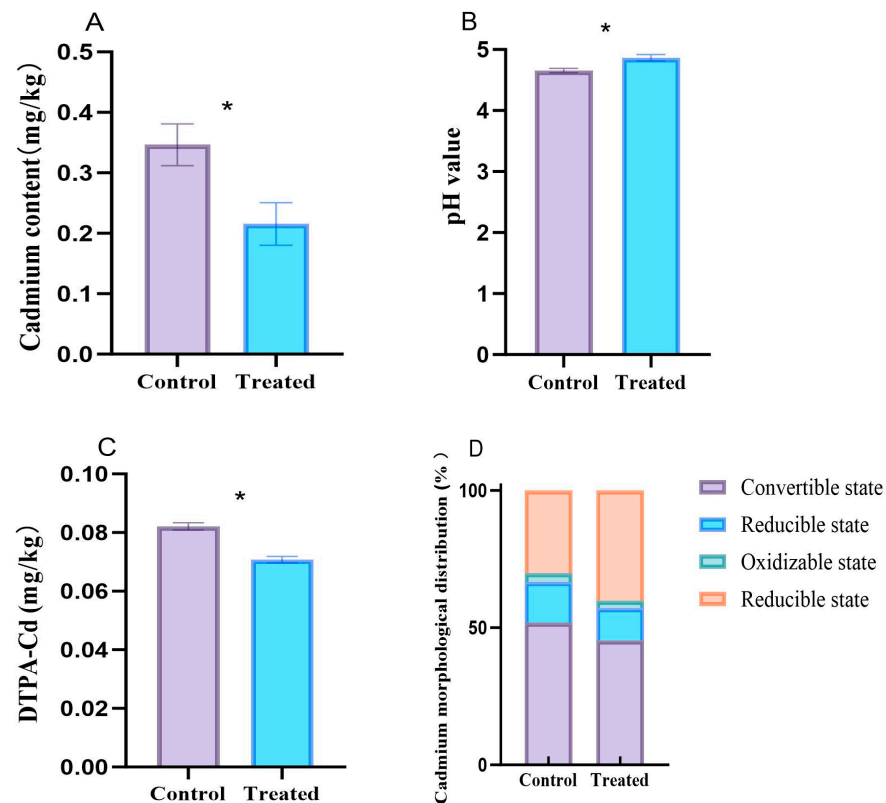 A
Cadmium content(mg/kg)
0.5
0.4
0.3
0.2
0.1
0.0
*
Control Treated
B
pH value
5
4
3
2
1
0
*
Control Treated
C
DTPA-Cd (mg/kg)
0.10
0.08
0.06
0.04
0.02
0.00
*
Control Treated
D
Cadmium morphological distribution (% )
100
50
0
Control Treated
Convertible state
Reducible state
Oxidizable state
Reducible state